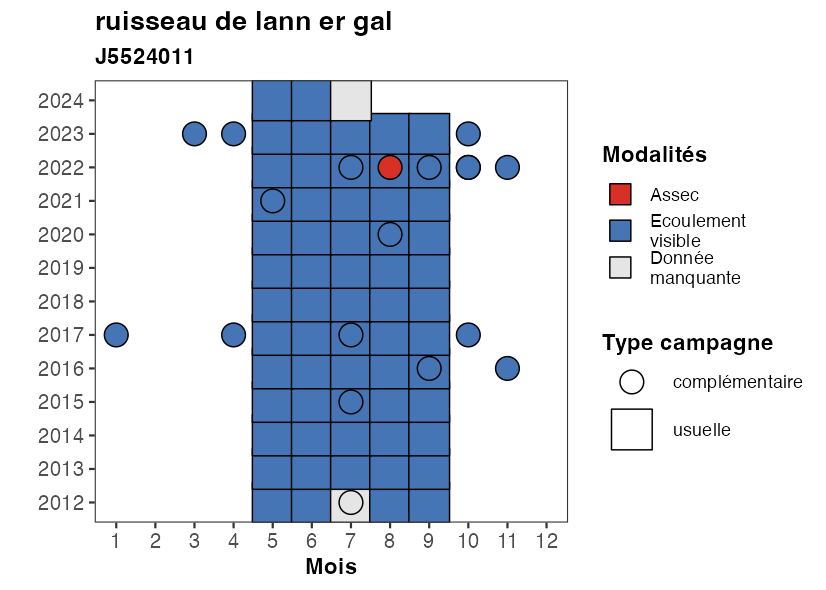 ruisseau de lann er gal
J5524011
2024
2023
2022
2021
2020
2019
2018
2017
2016
2015
2014
2013
2012
1 2 3 4 5 6 7 8 9 10 11 12
Mois
Modalités
Assec
Ecoulement
visible
Donnée
manquante
Type campagne
complémentaire
usuelle